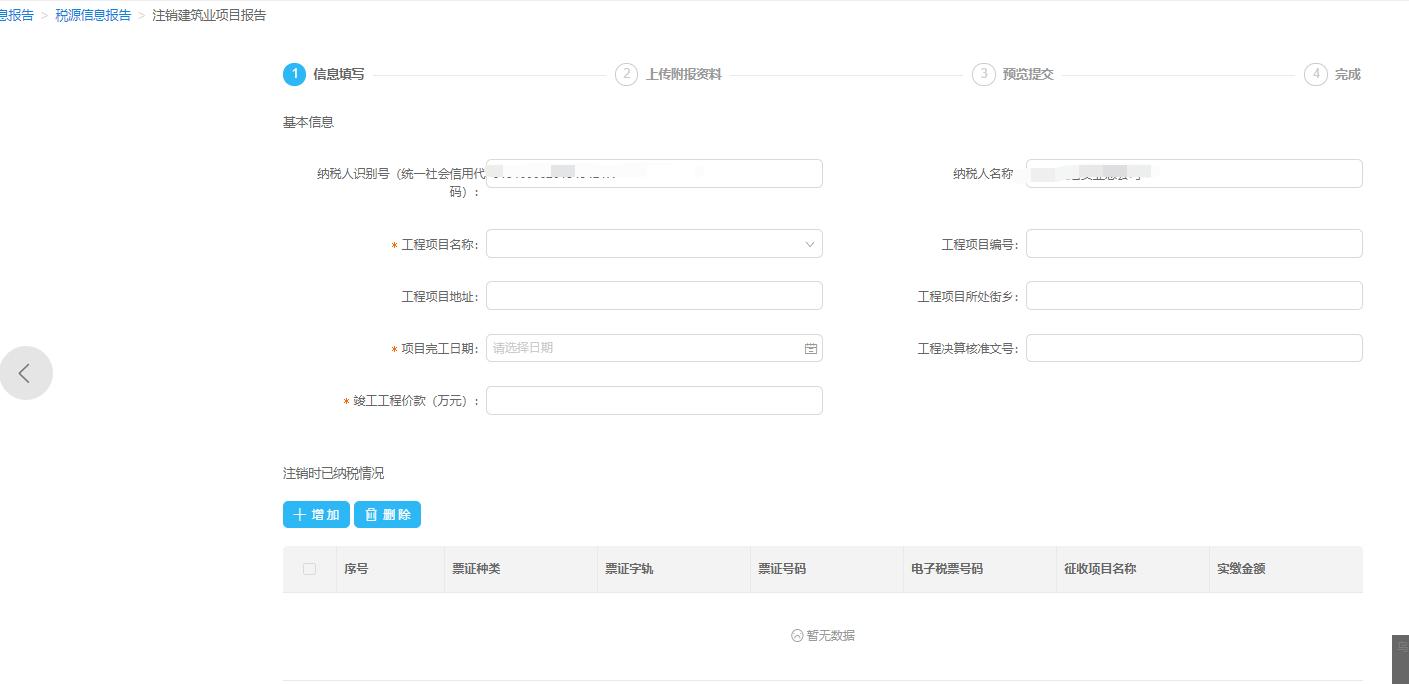 息报告 > 税源信息报告 > 注销建筑业项目报告
1 信息填写 2 上传附报资料 3 预览提交 4 完成
基本信息
纳税人识别号（统一社会信用代 纳税人名称
码）：
* 工程项目名称: 工程项目编号:
工程项目地址: 工程项目所处街乡:
* 项目完工日期: 请选择日期 工程决算核准文号:
* 竣工工程价款（万元）:
注销时已纳税情况
增加 删除
序号 票证种类 票证字轨 票证号码 电子税票号码 征收项目名称 实缴金额
暂无数据